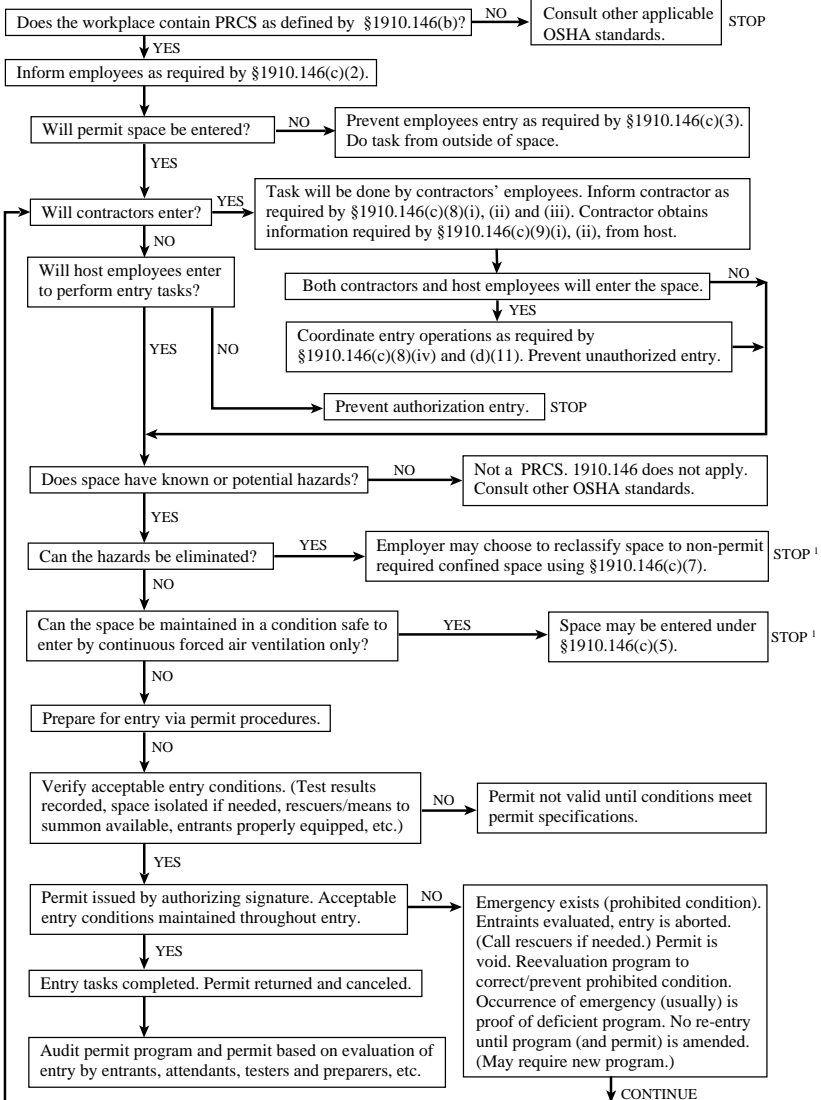 Does the workplace contain PRCS as defined by §1910.146(b)?
NO
Consult other applicable
OSHA standards.
STOP
YES
Inform employees as required by §1910.146(c)(2).
Will permit space be entered?
NO
Prevent employees entry as required by §1910.146(c)(3).
Do task from outside of space.
YES
Will contractors enter?
YES
Task will be done by contractors’ employees. Inform contractor as
required by §1910.146(c)(8)(i), (ii) and (iii). Contractor obtains
information required by §1910.146(c)(9)(i), (ii), from host.
NO
Will host employees enter
to perform entry tasks?
Both contractors and host employees will enter the space.
NO
YES
Coordinate entry operations as required by
§1910.146(c)(8)(iv) and (d)(11). Prevent unauthorized entry.
YES
NO
Prevent authorization entry.
STOP
Does space have known or potential hazards?
NO
Not a PRCS. 1910.146 does not apply.
Consult other OSHA standards.
YES
Can the hazards be eliminated?
YES
Employer may choose to reclassify space to non-permit
required confined space using §1910.146(c)(7).
STOP 1
NO
Can the space be maintained in a condition safe to
enter by continuous forced air ventilation only?
YES
Space may be entered under
§1910.146(c)(5).
STOP 1
NO
Prepare for entry via permit procedures.
NO
Verify acceptable entry conditions. (Test results
recorded, space isolated if needed, rescuers/means to
summon available, entrants properly equipped, etc.)
NO
Permit not valid until conditions meet
permit specifications.
YES
Permit issued by authorizing signature. Acceptable
entry conditions maintained throughout entry.
NO
Emergency exists (prohibited condition).
Entraints evaluated, entry is aborted.
(Call rescuers if needed.) Permit is
void. Reevaluation program to
correct/prevent prohibited condition.
Occurrence of emergency (usually) is
proof of deficient program. No re-entry
until program (and permit) is amended.
(May require new program.)
YES
Entry tasks completed. Permit returned and canceled.
Audit permit program and permit based on evaluation of
entry by entrants, attendants, testers and preparers, etc.
CONTINUE